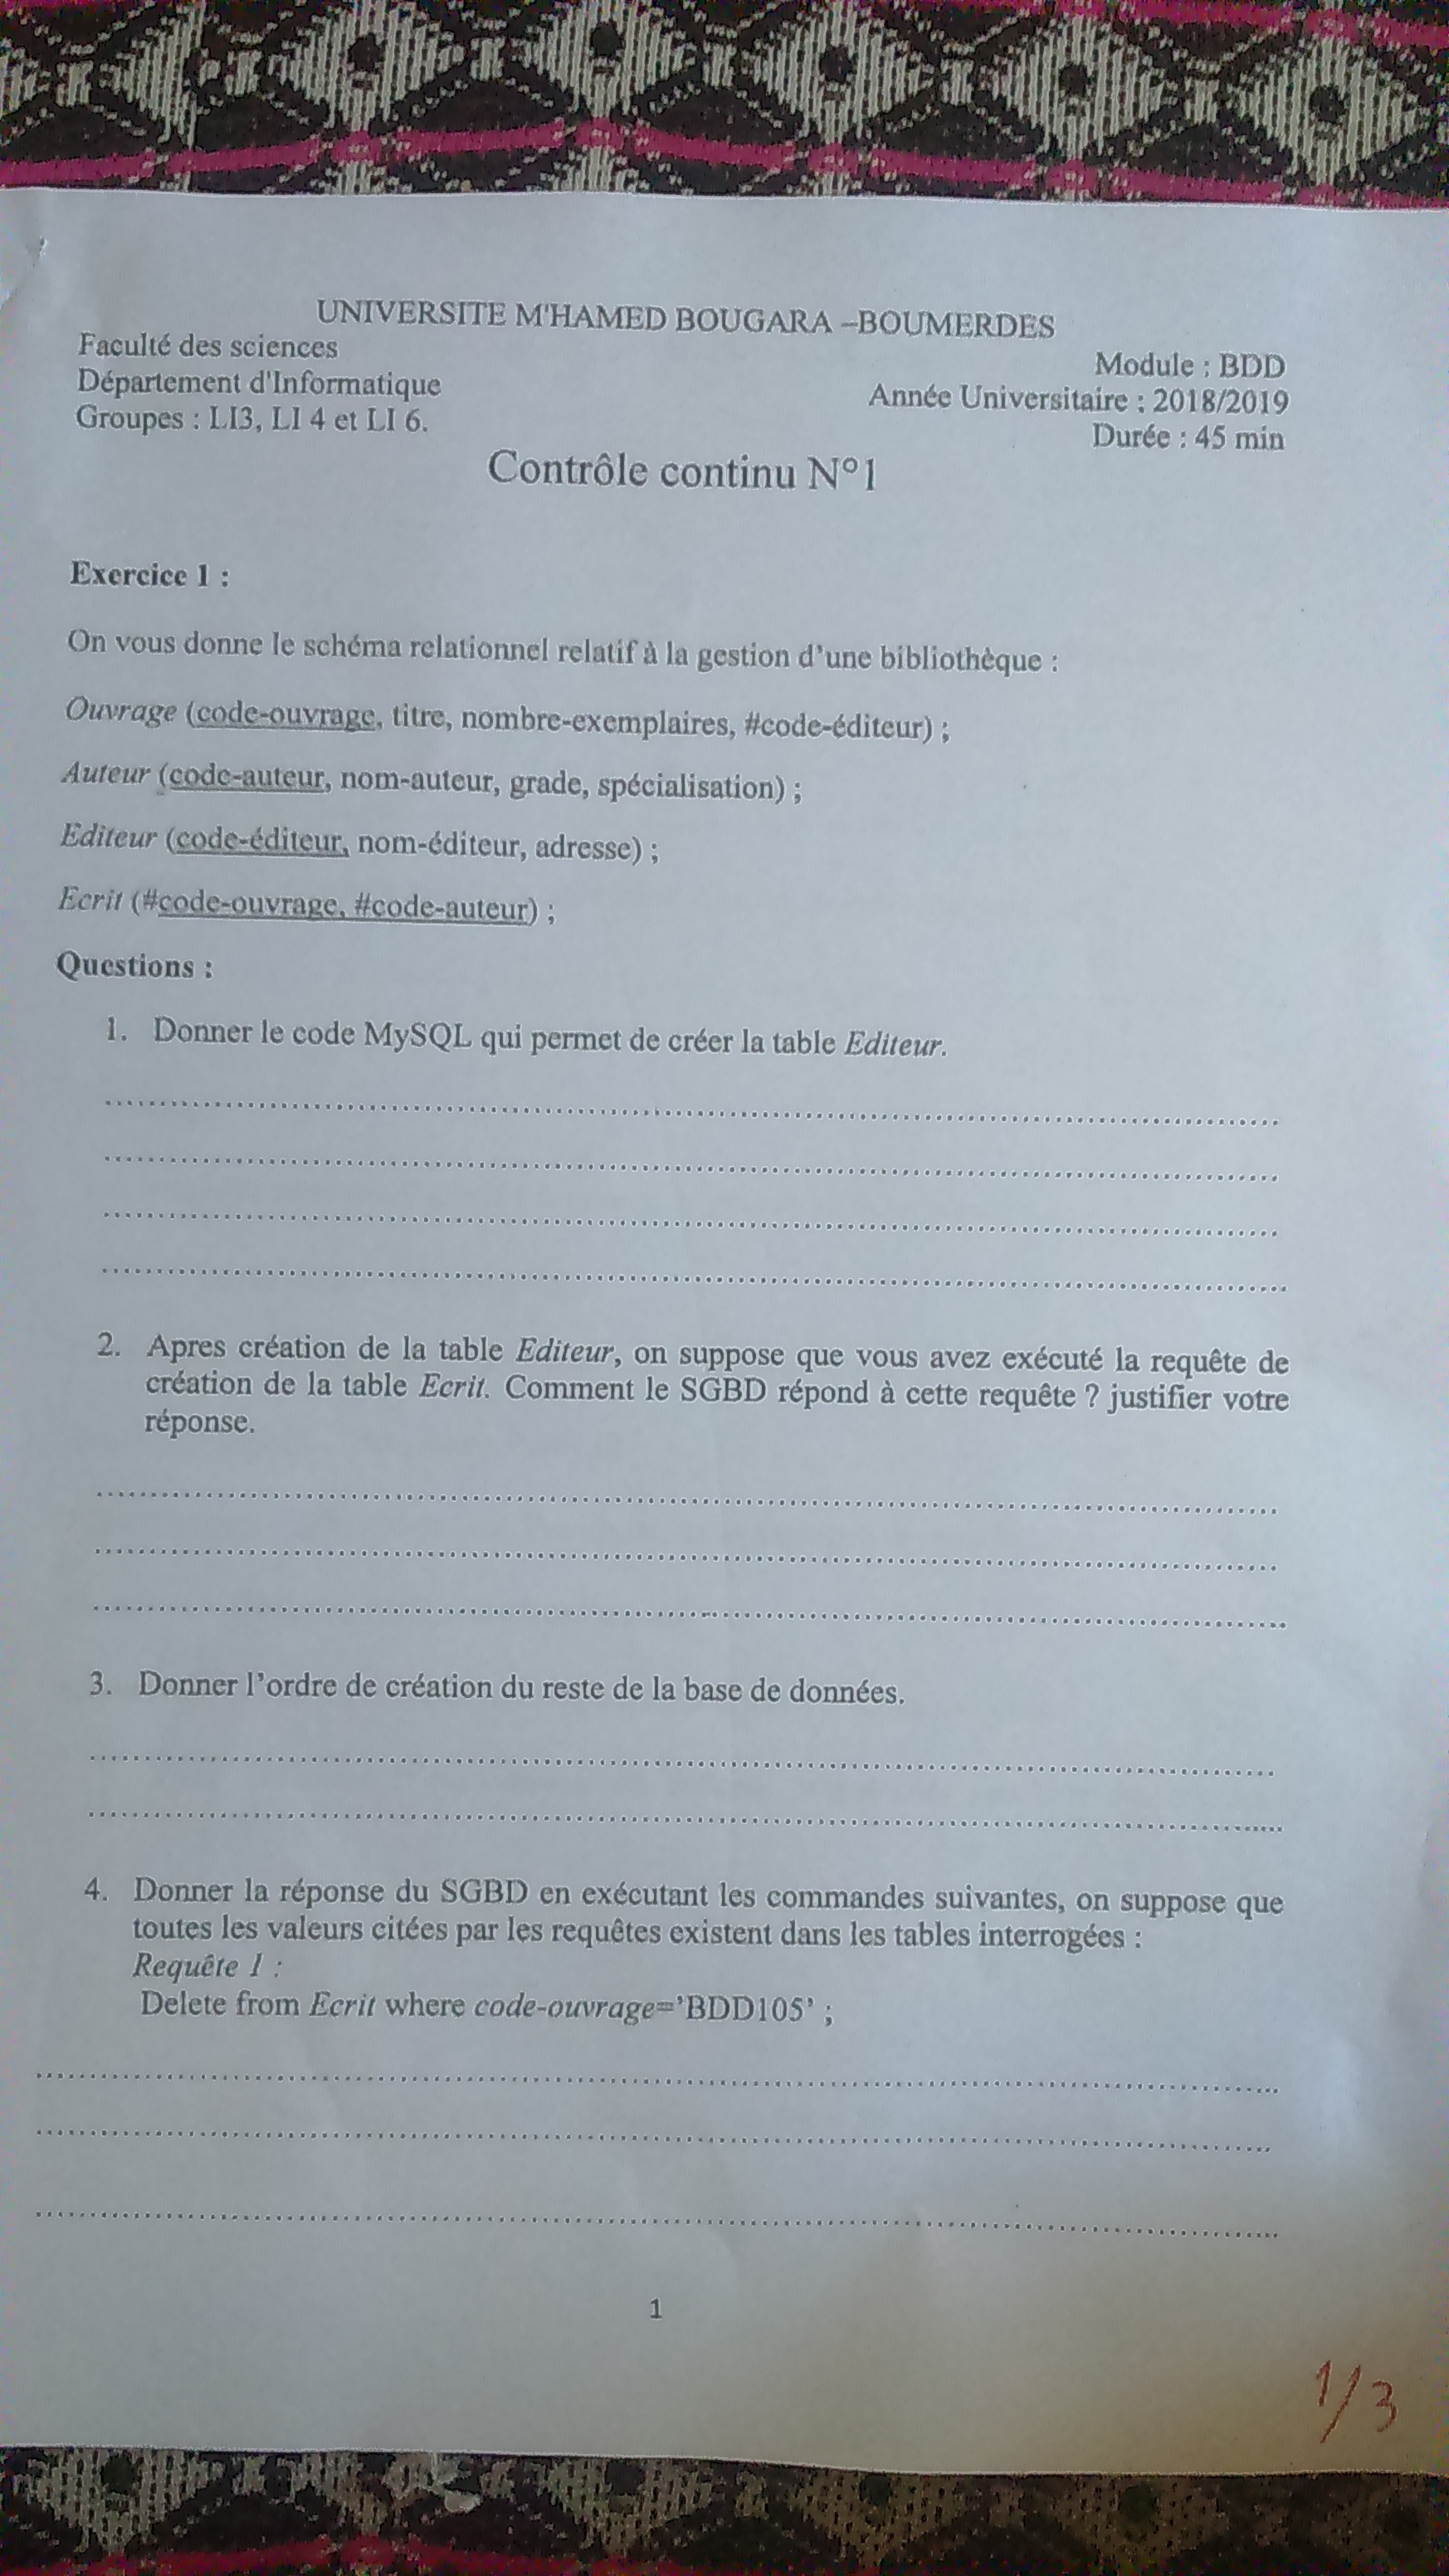 UNIVERSITE M'HAMED BOUGARA –BOUMERDES
Faculté des sciences
Module : BDD
Département d'Informatique
Année Universitaire : 2018/2019
Groupes : LI3, LI 4 et LI 6.
Durée : 45 min
Contrôle continu N°1
Exercice 1 :
On vous donne le schéma relationnel relatif à la gestion d’une bibliothèque :
Ouvrage (code-ouvrage, titre, nombre-exemplaires, #code-éditeur) ;
Auteur (code-auteur, nom-auteur, grade, spécialisation) ;
Editeur (code-éditeur, nom-éditeur, adresse) ;
Ecrit (#code-ouvrage, #code-auteur) ;
Questions :
1. Donner le code MySQL qui permet de créer la table Editeur.
2. Apres création de la table Editeur, on suppose que vous avez exécuté la requête de
création de la table Ecrit. Comment le SGBD répond à cette requête ? justifier votre
réponse.
3. Donner l’ordre de création du reste de la base de données.
4. Donner la réponse du SGBD en exécutant les commandes suivantes, on suppose que
toutes les valeurs citées par les requêtes existent dans les tables interrogées :
Requête 1 :
Delete from Ecrit where code-ouvrage=’BDD105’ ;
1
1/3